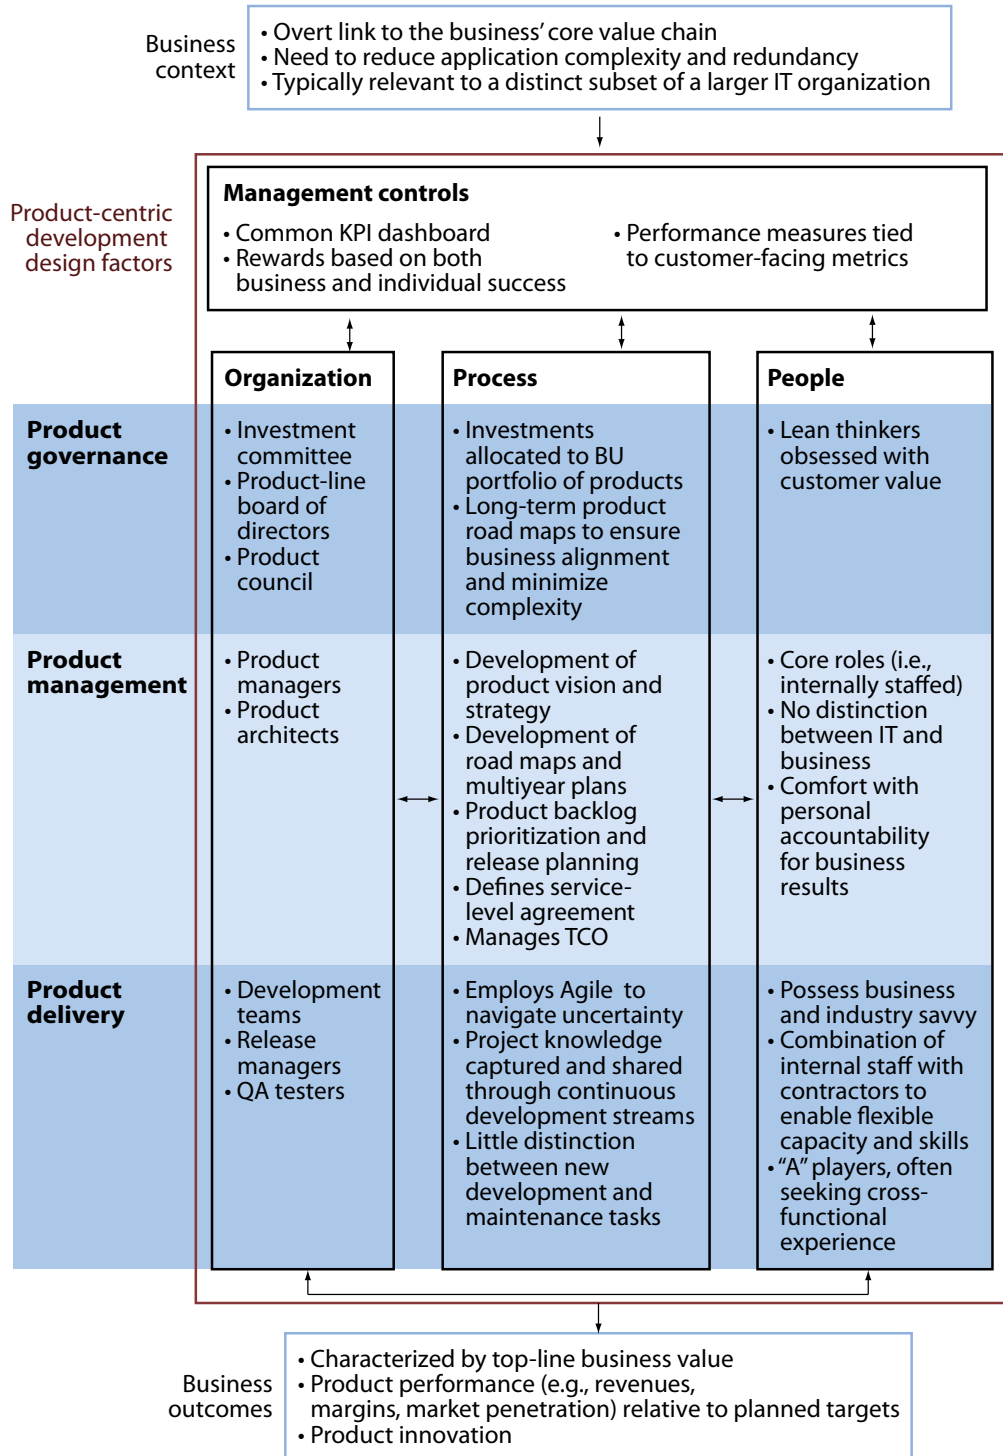 Business
context
• Overt link to the business’ core value chain
• Need to reduce application complexity and redundancy
• Typically relevant to a distinct subset of a larger IT organization
Product-centric
development
design factors
Management controls
• Common KPI dashboard
• Rewards based on both
business and individual success
• Performance measures tied
to customer-facing metrics
Organization
Process
People
Product
governance
• Investment
committee
• Product-line
board of
directors
• Product
council
• Investments
allocated to BU
portfolio of products
• Long-term product
road maps to ensure
business alignment
and minimize
complexity
• Lean thinkers
obsessed with
customer value
Product
management
• Product
managers
• Product
architects
• Development of
product vision and
strategy
• Development of
road maps and
multiyear plans
• Product backlog
prioritization and
release planning
• Defines service-
level agreement
• Manages TCO
• Core roles (i.e.,
internally staffed)
• No distinction
between IT and
business
• Comfort with
personal
accountability
for business
results
Product
delivery
• Development
teams
• Release
managers
• QA testers
• Employs Agile to
navigate uncertainty
• Project knowledge
captured and shared
through continuous
development streams
• Little distinction
between new
development and
maintenance tasks
• Possess business
and industry savvy
• Combination of
internal staff with
contractors to
enable flexible
capacity and skills
• “A” players, often
seeking cross-
functional
experience
Business
outcomes
• Characterized by top-line business value
• Product performance (e.g., revenues,
margins, market penetration) relative to planned targets
• Product innovation